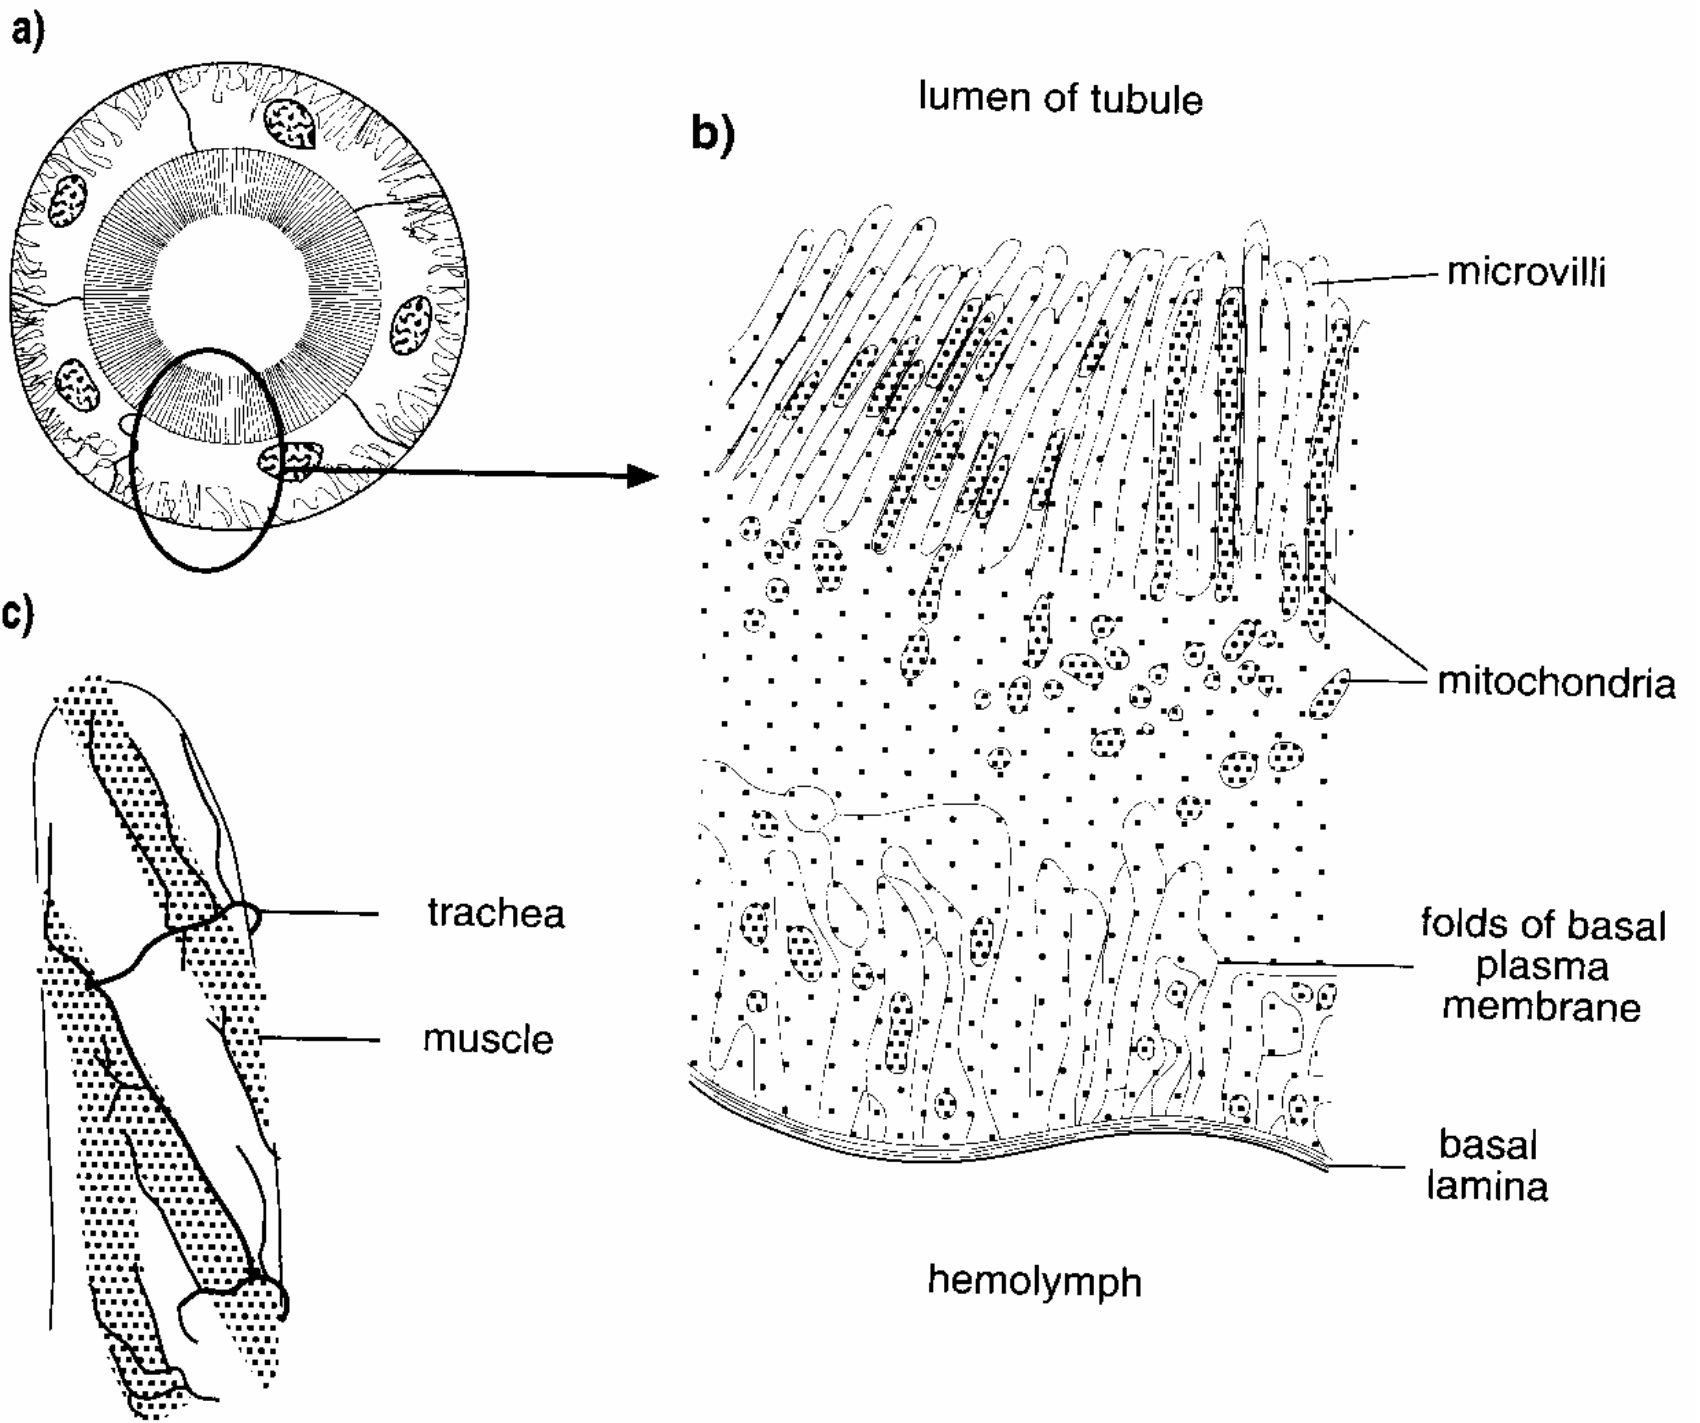 a)
lumen of tubule
b)
microvilli
mitochondria
c)
trachea
muscle
folds of basal
plasma
membrane
basal
lamina
hemolymph